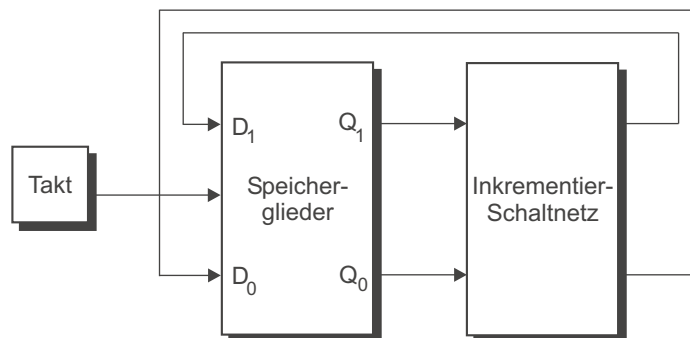 D1
Q1
Takt
Speicher-
glieder
Inkrementier-
Schaltnetz
D0
Q0